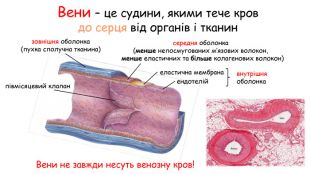 Вени – це судини, якими тече кров
до серця від органів і тканин
зовнішня оболонка
(пухка сполучна тканина)
середня оболонка
(менше непосмугованих м'язових волокон,
менше еластичних та більше колагенових волокон)
еластична мембрана
ендотелій
внутрішня
оболонка
півмісяцевий клапан
Вени не завжди несуть венозну кров!